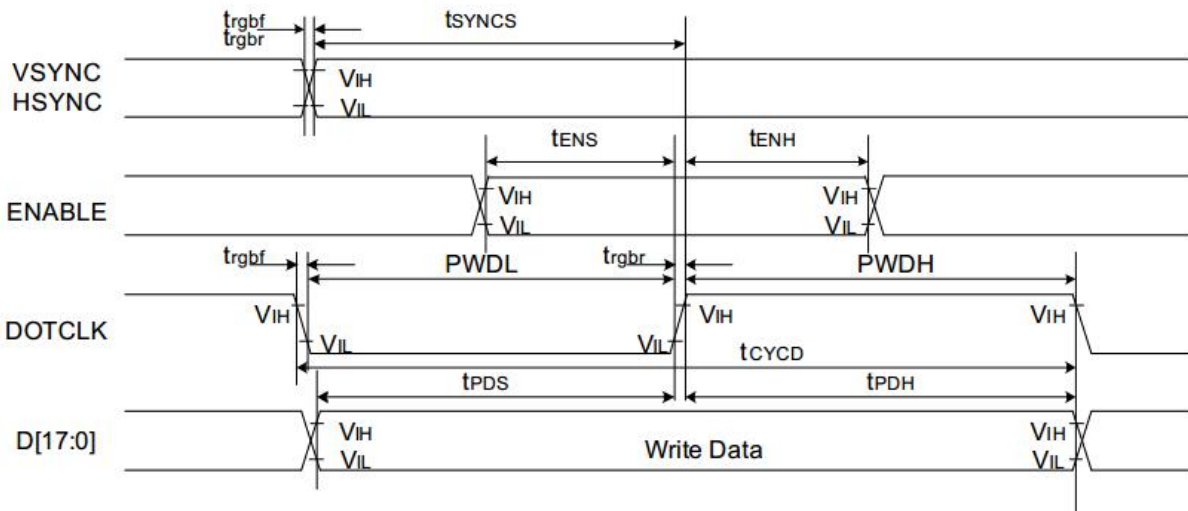 trgbf tSYNCS
trgbr
VSYNC VIH
HSYNC VIL
tENS tENH
ENABLE VIH VIH
VIL VIL
trgbf PWDL trgbr PWDH
VIH VIH VIH
DOTCLK VIL VIL
tCYCD
tPDS tPDH
D[17:0] VIH Write Data VIH
VIL VIL